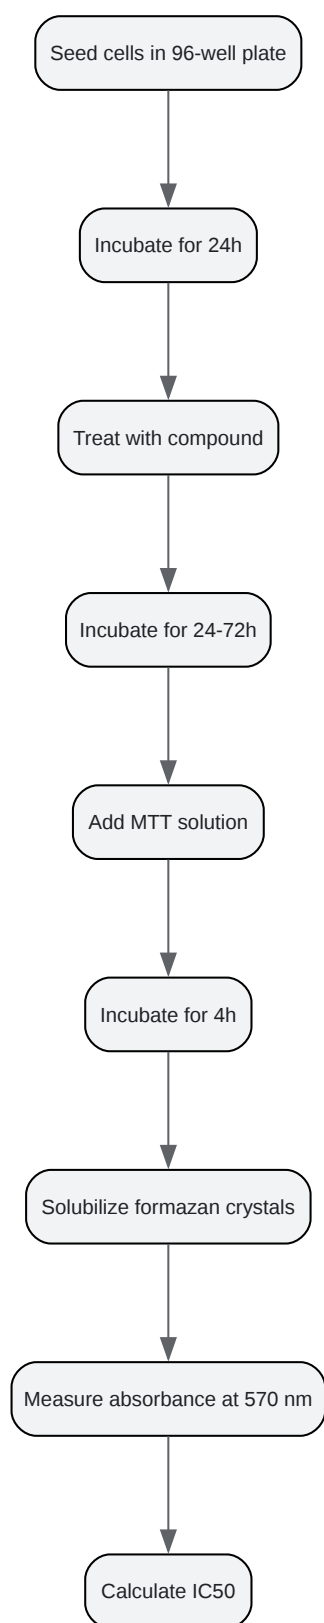 Seed cells in 96-well plate
Incubate for 24h
Treat with compound
Incubate for 24-72h
Add MTT solution
Incubate for 4h
Solubilize formazan crystals
Measure absorbance at 570 nm
Calculate IC50